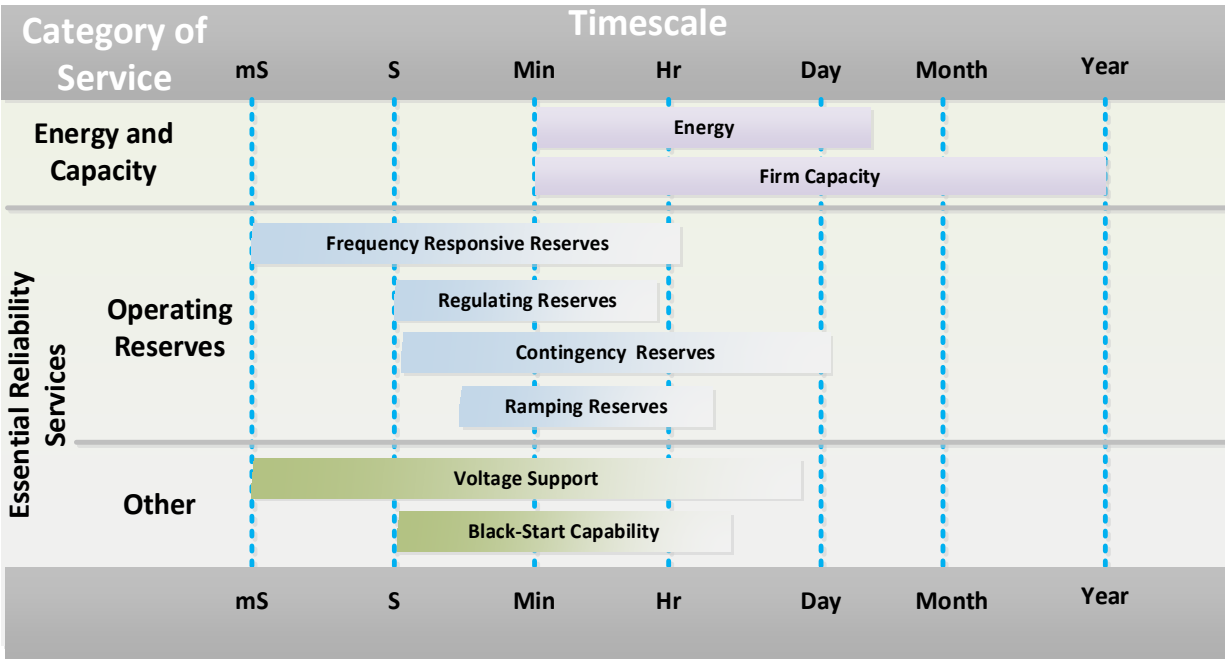 Category of
Service
Timescale
mS S Min Hr Day Month Year
Energy and
Capacity
Energy
Firm Capacity
Essential Reliability
Services
Operating
Reserves
Frequency Responsive Reserves
Regulating Reserves
Contingency Reserves
Ramping Reserves
Other
Voltage Support
Black-Start Capability
mS S Min Hr Day Month Year